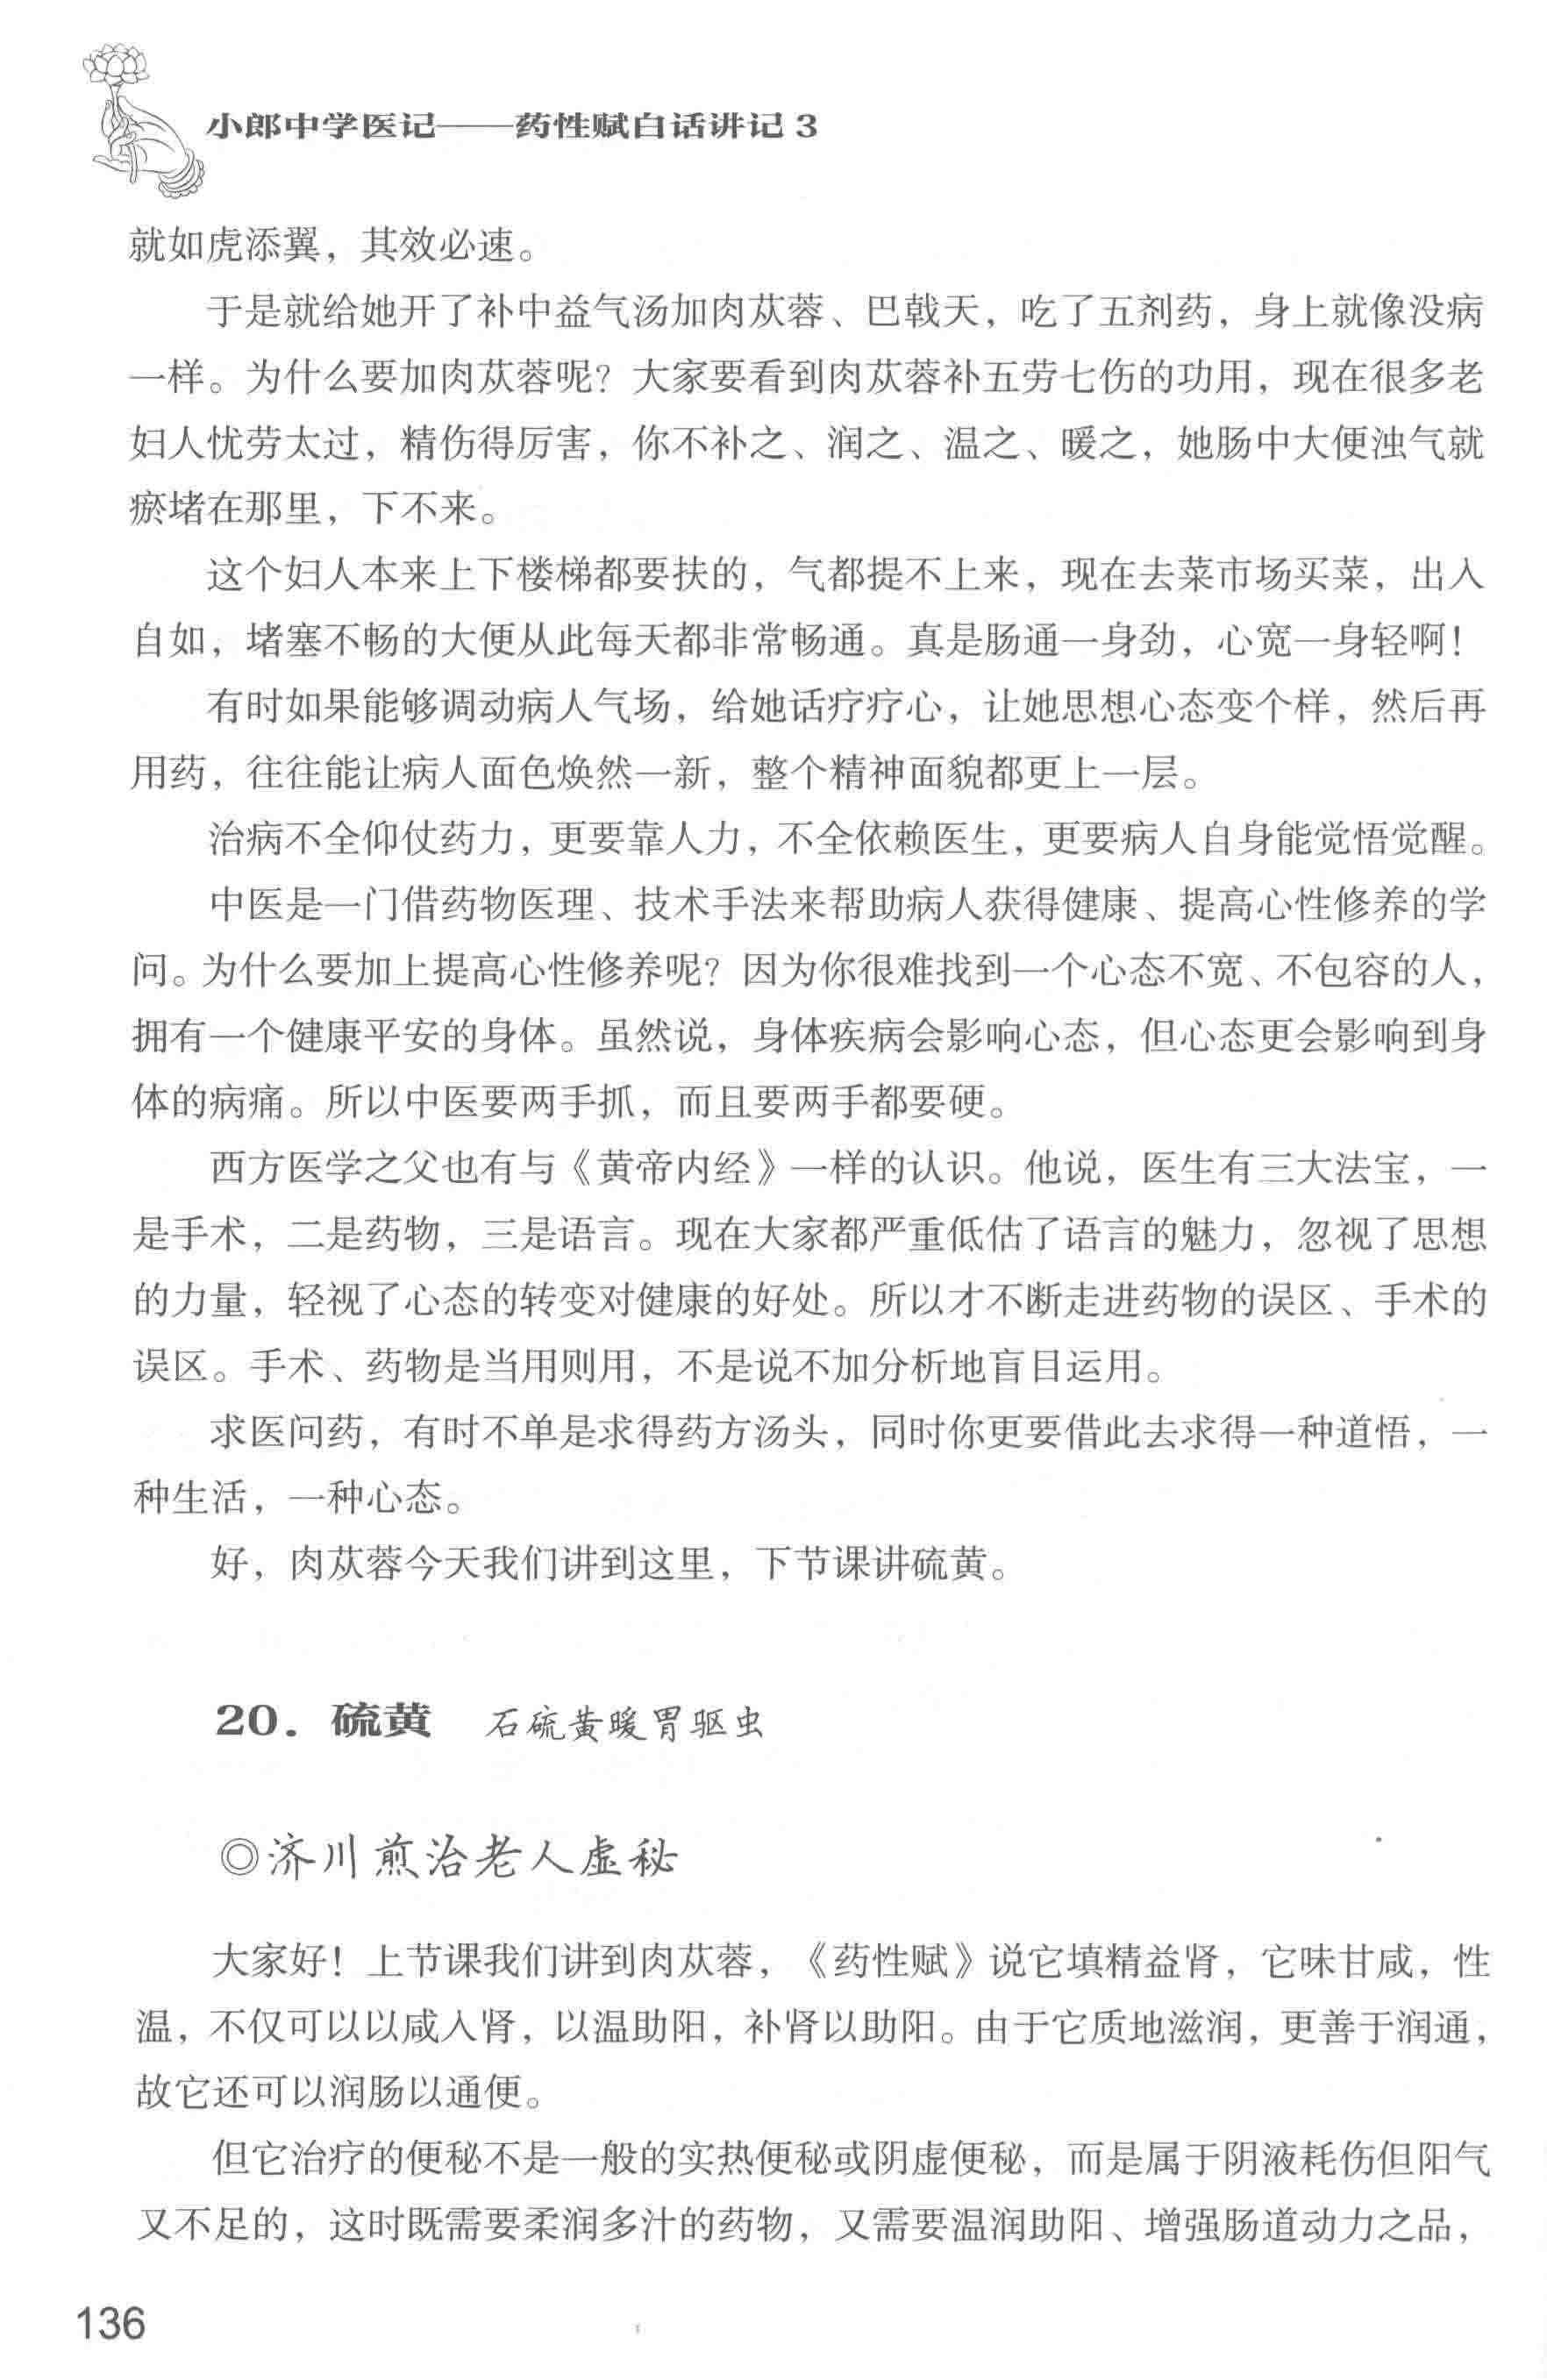 小郎中学医记——药性赋白话讲记 3
就如虎添翼，其效必速。
于是就给她开了补中益气汤加肉苁蓉、巴戟天，吃了五剂药，身上就像没病
一样。为什么要加肉苁蓉呢？大家要看到肉苁蓉补五劳七伤的功用，现在很多老
妇人忧劳太过，精伤得厉害，你不补之、润之、温之、暖之，她肠中大便浊气就
瘀堵在那里，下不来。
这个妇人本来上下楼梯都要扶的，气都提不上来，现在去菜市场买菜，出入
自如，堵塞不畅的大便从此每天都非常畅通。真是肠通一身劲，心宽一身轻啊！
有时如果能够调动病人气场，给她话疗疗心，让她思想心态变个样，然后再
用药，往往能让病人面色焕然一新，整个精神面貌都更上一层。
治病不全仰仗药力，更要靠人力，不全依赖医生，更要病人自身能觉悟觉醒。
中医是一门借药物医理、技术手法来帮助病人获得健康、提高心性修养的学
问。为什么要加上提高心性修养呢？因为你很难找到一个心态不宽、不包容的人，
拥有一个健康平安的身体。虽然说，身体疾病会影响心态，但心态更会影响到身
体的病痛。所以中医要两手抓，而且要两手都要硬。
西方医学之父也有与《黄帝内经》一样的认识。他说，医生有三大法宝，一
是手术，二是药物，三是语言。现在大家都严重低估了语言的魅力，忽视了思想
的力量，轻视了心态的转变对健康的好处。所以才不断走进药物的误区、手术的
误区。手术、药物是当用则用，不是说不加分析地盲目运用。
求医问药，有时不单是求得药方汤头，同时你更要借此去求得一种道悟，一
种生活，一种心态。
好，肉苁蓉今天我们讲到这里，下节课讲硫黄。
20．硫黄　石硫黄暖胃驱虫
◎济川煎治老人虚秘
大家好！上节课我们讲到肉苁蓉，《药性赋》说它填精益肾，它味甘咸，性
温，不仅可以以咸入肾，以温助阳，补肾以助阳。由于它质地滋润，更善于润通，
故它还可以润肠以通便。
但它治疗的便秘不是一般的实热便秘或阴虚便秘，而是属于阴液耗伤但阳气
又不足的，这时既需要柔润多汁的药物，又需要温润助阳、增强肠道动力之品，
136